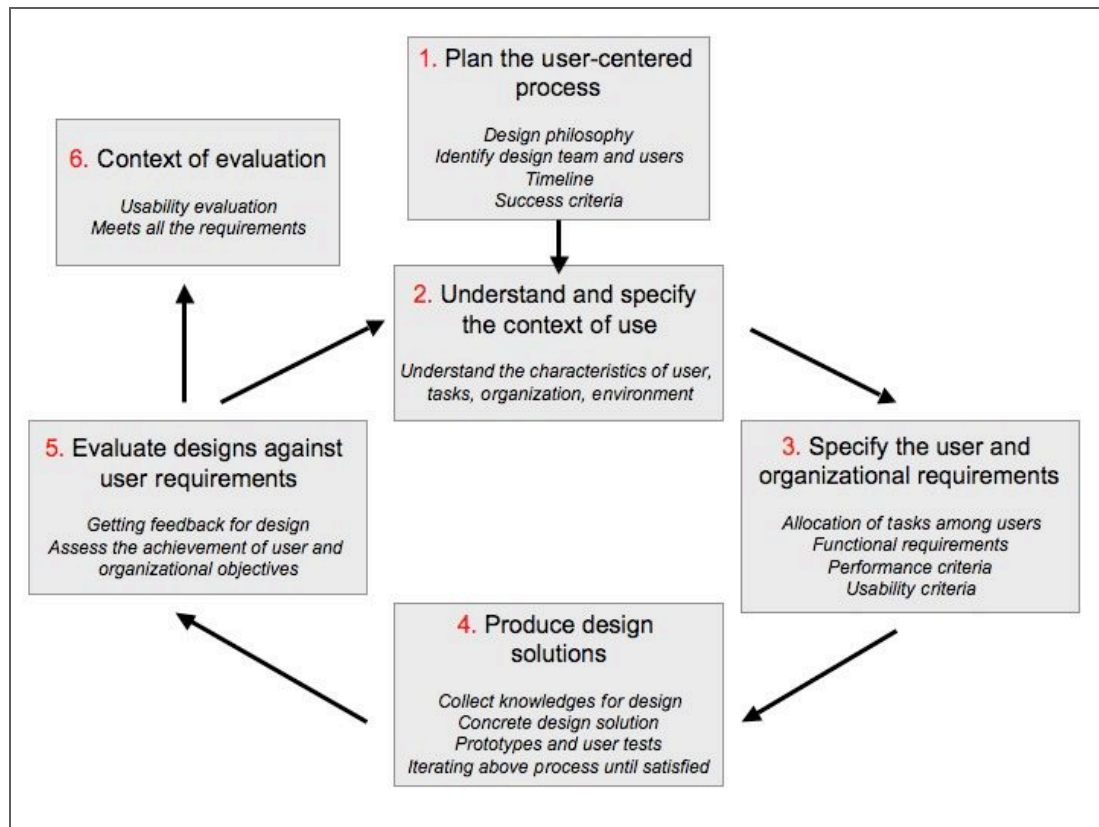 1. Plan the user-centered
process
Design philosophy
Identify design team and users
Timeline
Success criteria
6. Context of evaluation
Usability evaluation
Meets all the requirements
2. Understand and specify
the context of use
Understand the characteristics of user,
tasks, organization, environment
5. Evaluate designs against
user requirements
Getting feedback for design
Assess the achievement of user and
organizational objectives
3. Specify the user and
organizational requirements
Allocation of tasks among users
Functional requirements
Performance criteria
Usability criteria
4. Produce design
solutions
Collect knowledges for design
Concrete design solution
Prototypes and user tests
Iterating above process until satisfied